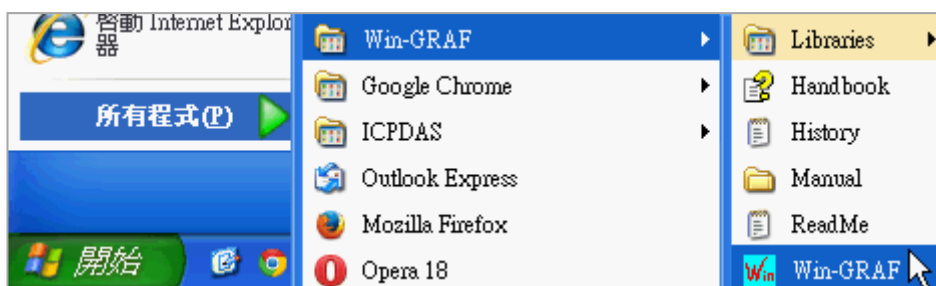 啓動 Internet Explor
器
所有程式(P)
開始
Win-GRAF
Google Chrome
ICPDAS
Outlook Express
Mozilla Firefox
Opera 18
Libraries
Handbook
History
Manual
ReadMe
Win
Win-GRAF